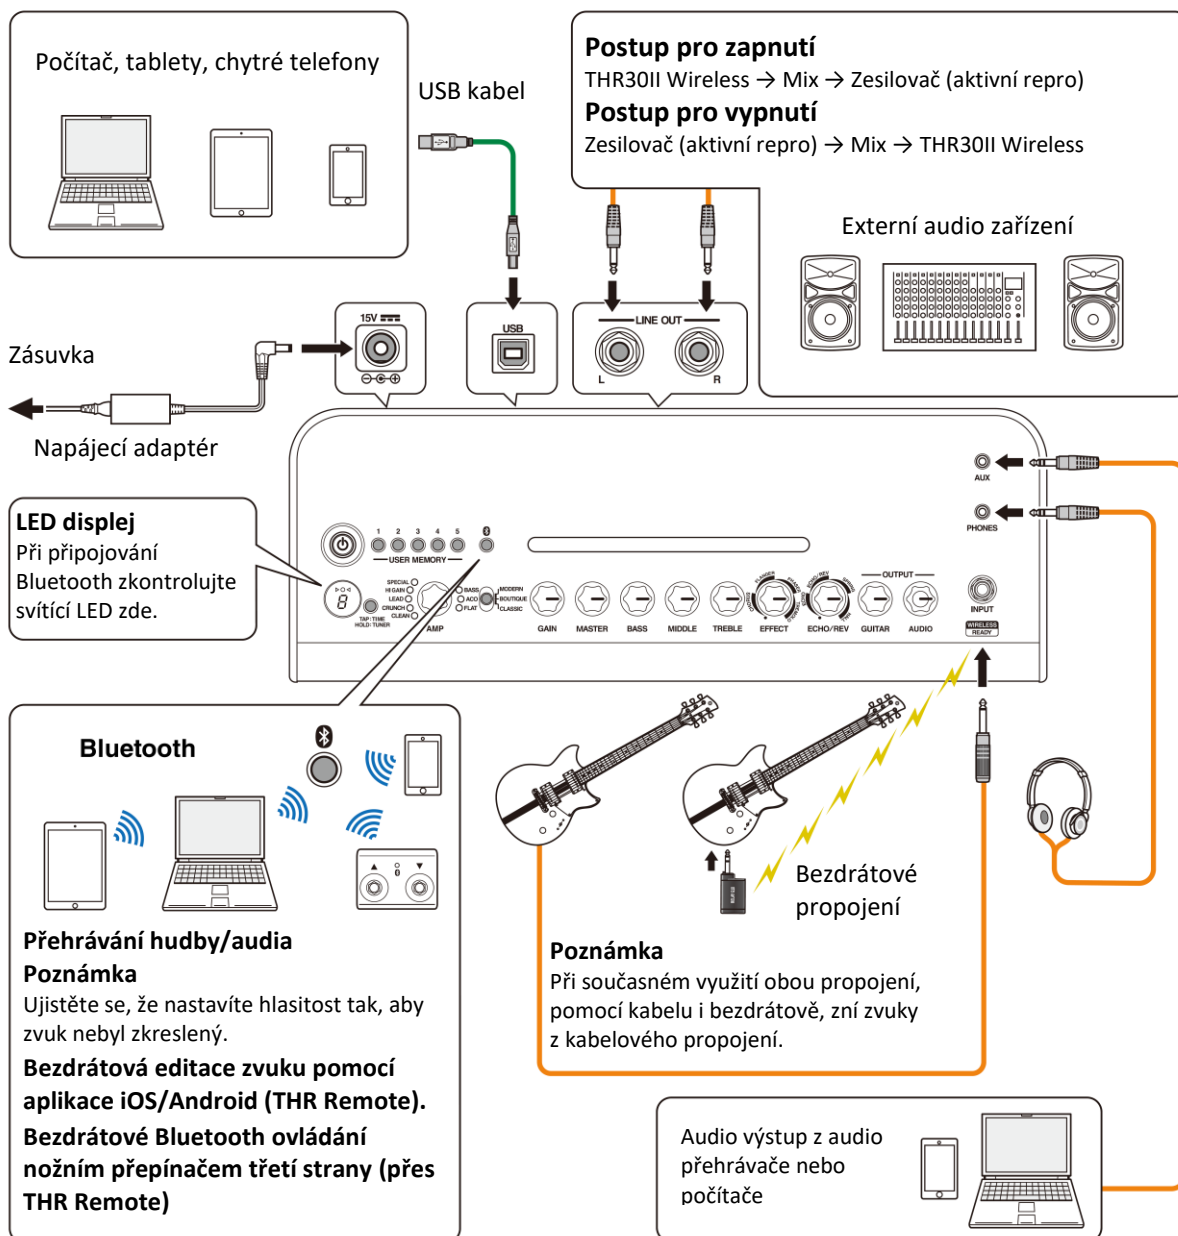 Počítač, tablety, chytré telefony
USB kabel
Postup pro zapnutí
THR30II Wireless → Mix → Zesilovač (aktivní repro)
Postup pro vypnutí
Zesilovač (aktivní repro) → Mix → THR30II Wireless
Externí audio zařízení
Zásuvka
Napájecí adaptér
15V
USB
LINE OUT
L R
AUX
PHONES
LED displej
Při připojování
Bluetooth zkontrolujte
svítící LED zde.
1 2 3 4 5
USER MEMORY
SPECIAL
HI GAIN
LEAD
CRUNCH
CLEAN
TAP/TIME
HOLD: TUNER
AMP
BASS
ACO
FLAT
MODERN
BOUTIQUE
CLASSIC
GAIN MASTER BASS MIDDLE TREBLE EFFECT ECHO/REV GUITAR AUDIO
OUTPUT
INPUT
WIRELESS
READY
Bluetooth
Přehrávání hudby/audia
Poznámka
Ujistěte se, že nastavíte hlasitost tak, aby
zvuk nebyl zkreslený.
Bezdrátová editace zvuku pomocí
aplikace iOS/Android (THR Remote).
Bezdrátové Bluetooth ovládání
nožním přepínačem třetí strany (přes
THR Remote)
Bezdrátové
propojení
Poznámka
Při současném využití obou propojení,
pomocí kabelu i bezdrátově, zní zvuky
z kabelového propojení.
Audio výstup z audio
přehrávače nebo
počítače